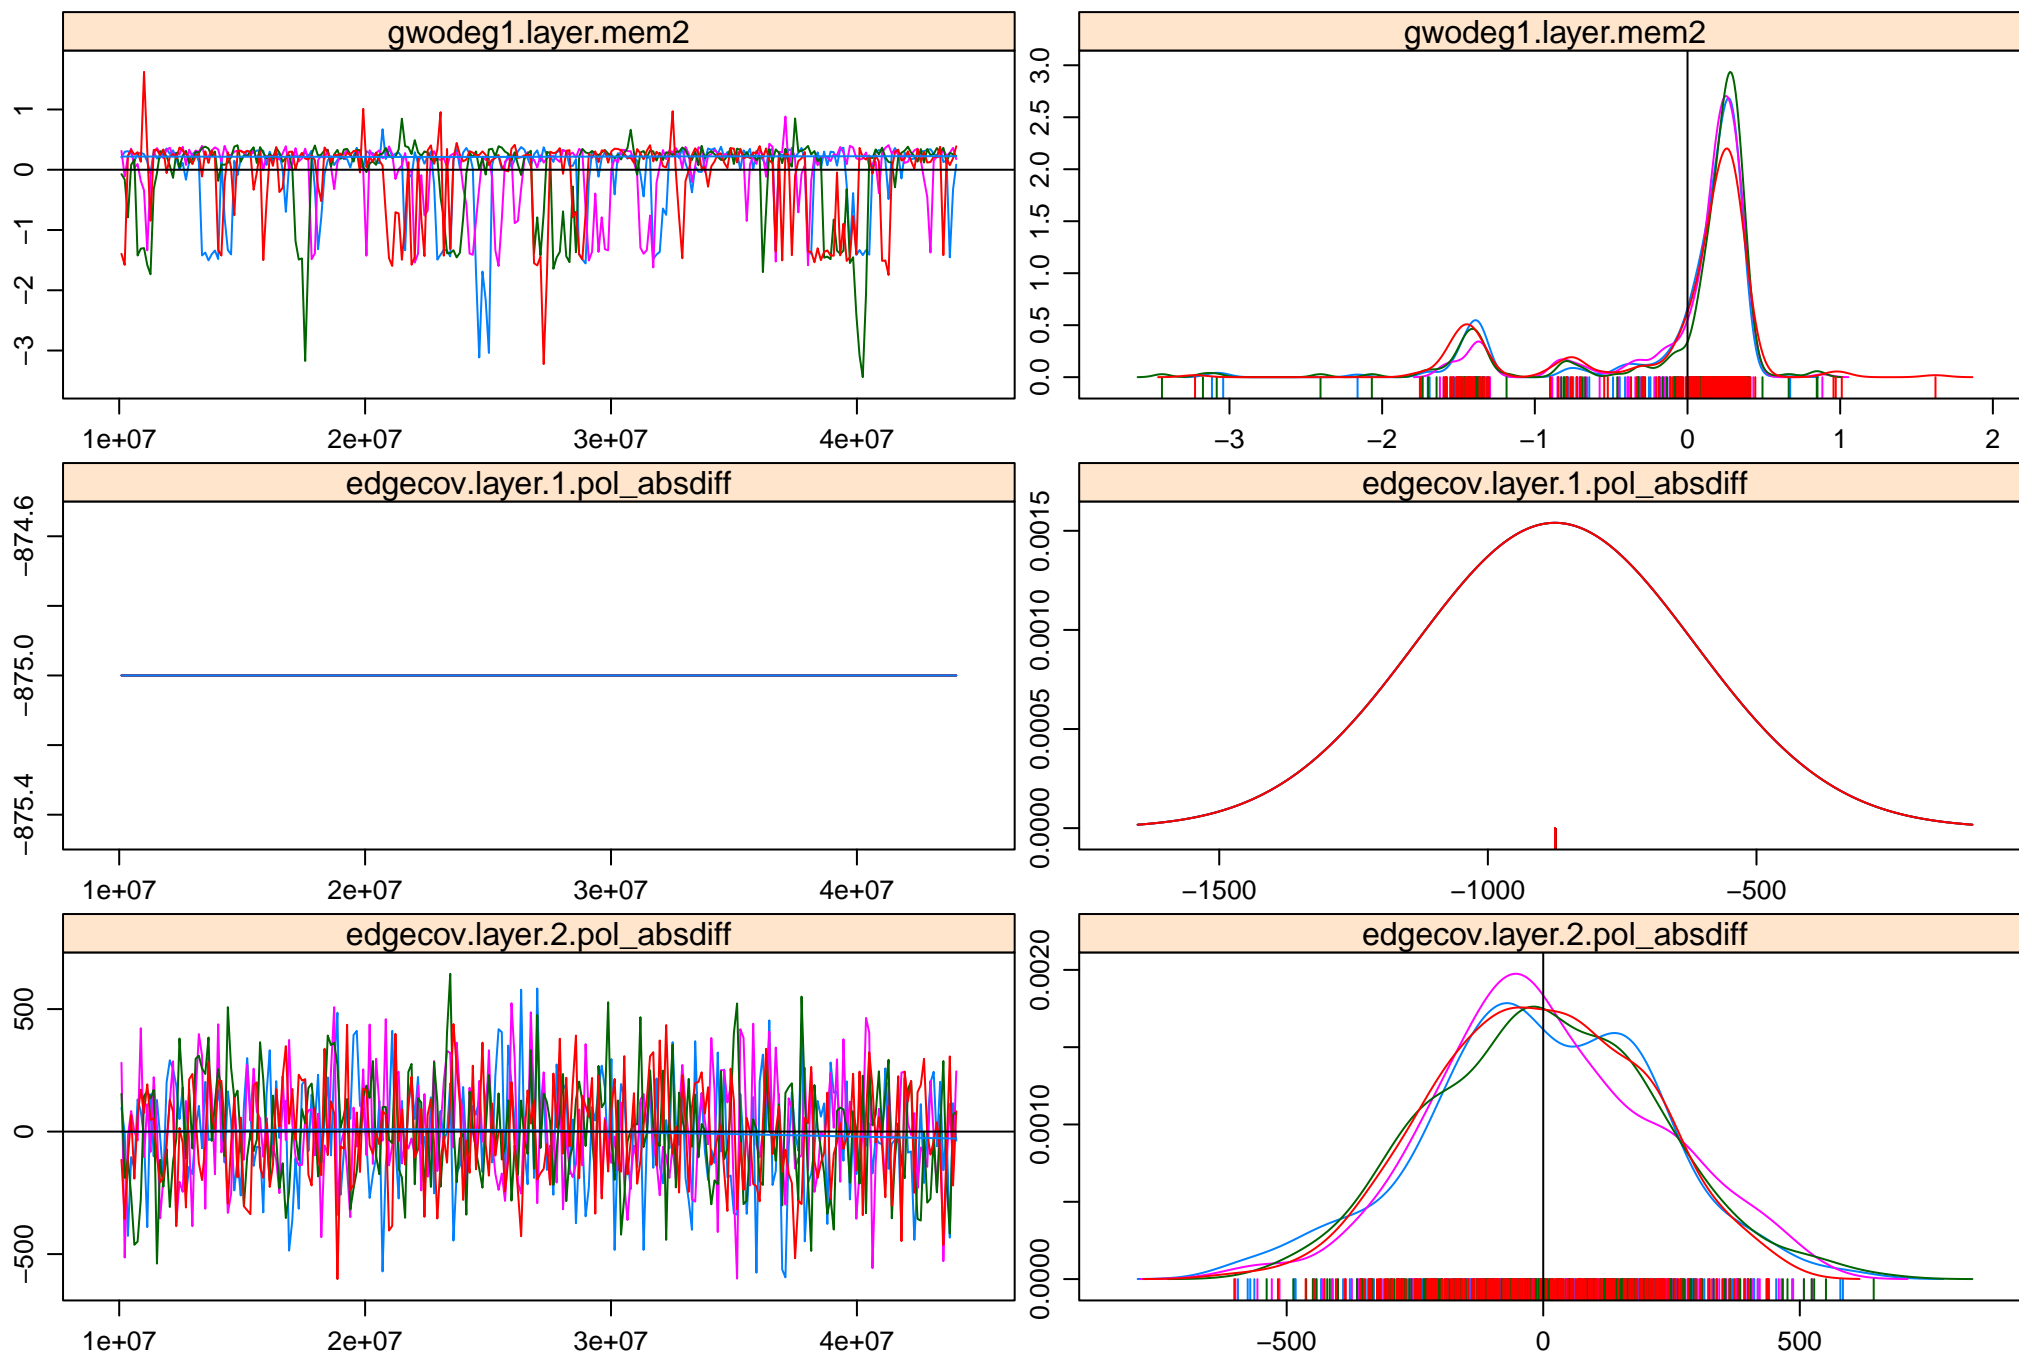 gwodeg1.layer.mem2
gwodeg1.layer.mem2
1
0
−1
−2
−3
1e+07 2e+07 3e+07 4e+07
3.0
2.5
2.0
1.5
1.0
0.5
0.0
−3 −2 −1 0 1 2
edgecov.layer.1.pol_absdiff
edgecov.layer.1.pol_absdiff
−874.6
−875.0
−875.4
1e+07 2e+07 3e+07 4e+07
0.0015
0.0010
0.0005
0.0000
−1500 −1000 −500
edgecov.layer.2.pol_absdiff
edgecov.layer.2.pol_absdiff
500
0
−500
1e+07 2e+07 3e+07 4e+07
0.0020
0.0010
0.0000
−500 0 500